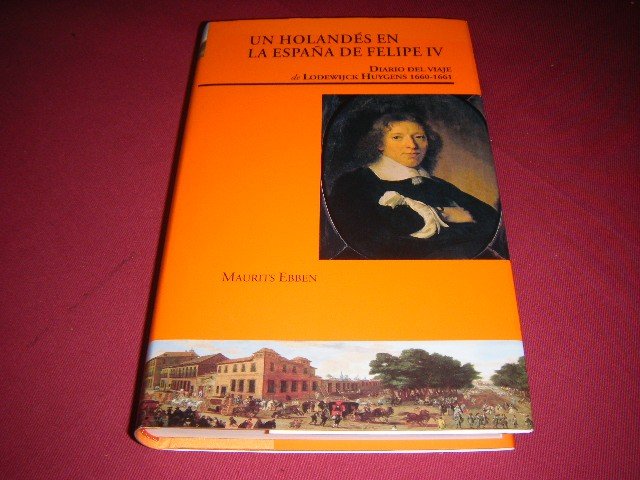 UN HOLANDÉS EN
LA ESPAÑA DE FELIPE IV
DIARIO DEL VIAJE
de LODEWIJCK HUYGENS 1660-1661
MAURITS EBBEN